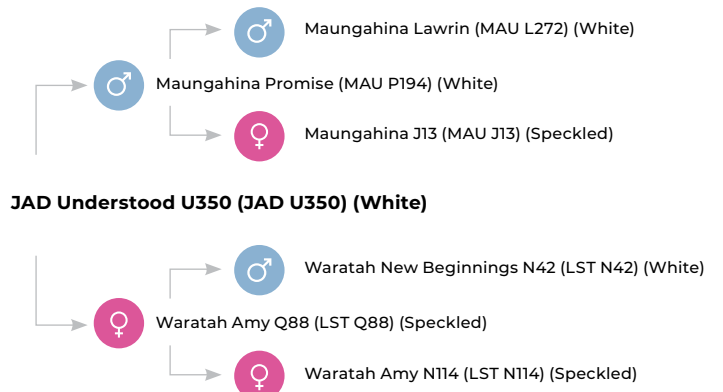 Maungahina Lawrin (MAU L272) (White)
Maungahina Promise (MAU P194) (White)
Maungahina J13 (MAU J13) (Speckled)
JAD Understood U350 (JAD U350) (White)
Waratah New Beginnings N42 (LST N42) (White)
Waratah Amy Q88 (LST Q88) (Speckled)
Waratah Amy N114 (LST N114) (Speckled)